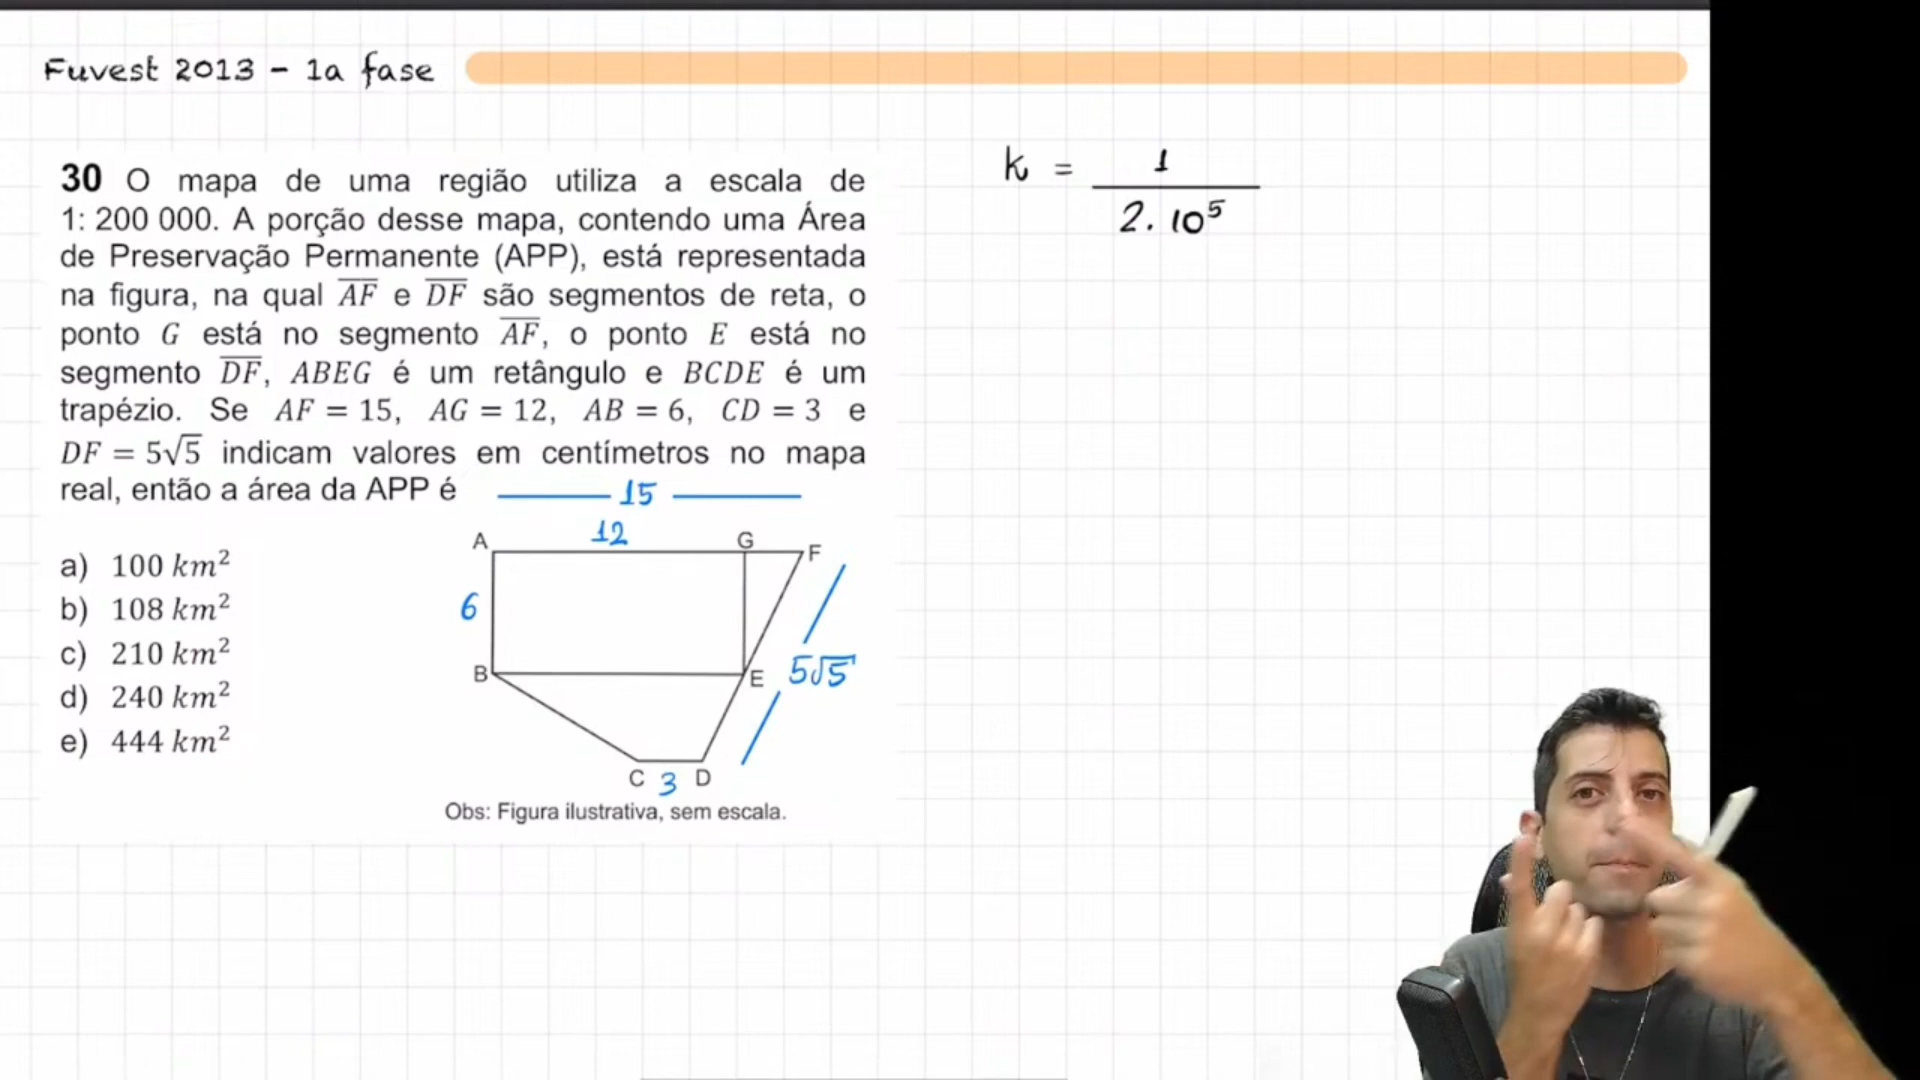 Fuvest 2013 - 1a fase
30 O mapa de uma região utiliza a escala de
1: 200 000. A porção desse mapa, contendo uma Área
de Preservação Permanente (APP), está representada
na figura, na qual A̅F̅ e D̅F̅ são segmentos de reta, o
ponto G está no segmento A̅F̅, o ponto E está no
segmento D̅F̅, ABEG é um retângulo e BCDE é um
trapézio. Se AF = 15, AG = 12, AB = 6, CD = 3 e
DF = 5√5 indicam valores em centímetros no mapa
real, então a área da APP é
a) 100 km²
b) 108 km²
c) 210 km²
d) 240 km²
e) 444 km²
15
12
A G F
6
B E 5√5
C 3 D
Obs: Figura ilustrativa, sem escala.
k = 1
2. 10⁵